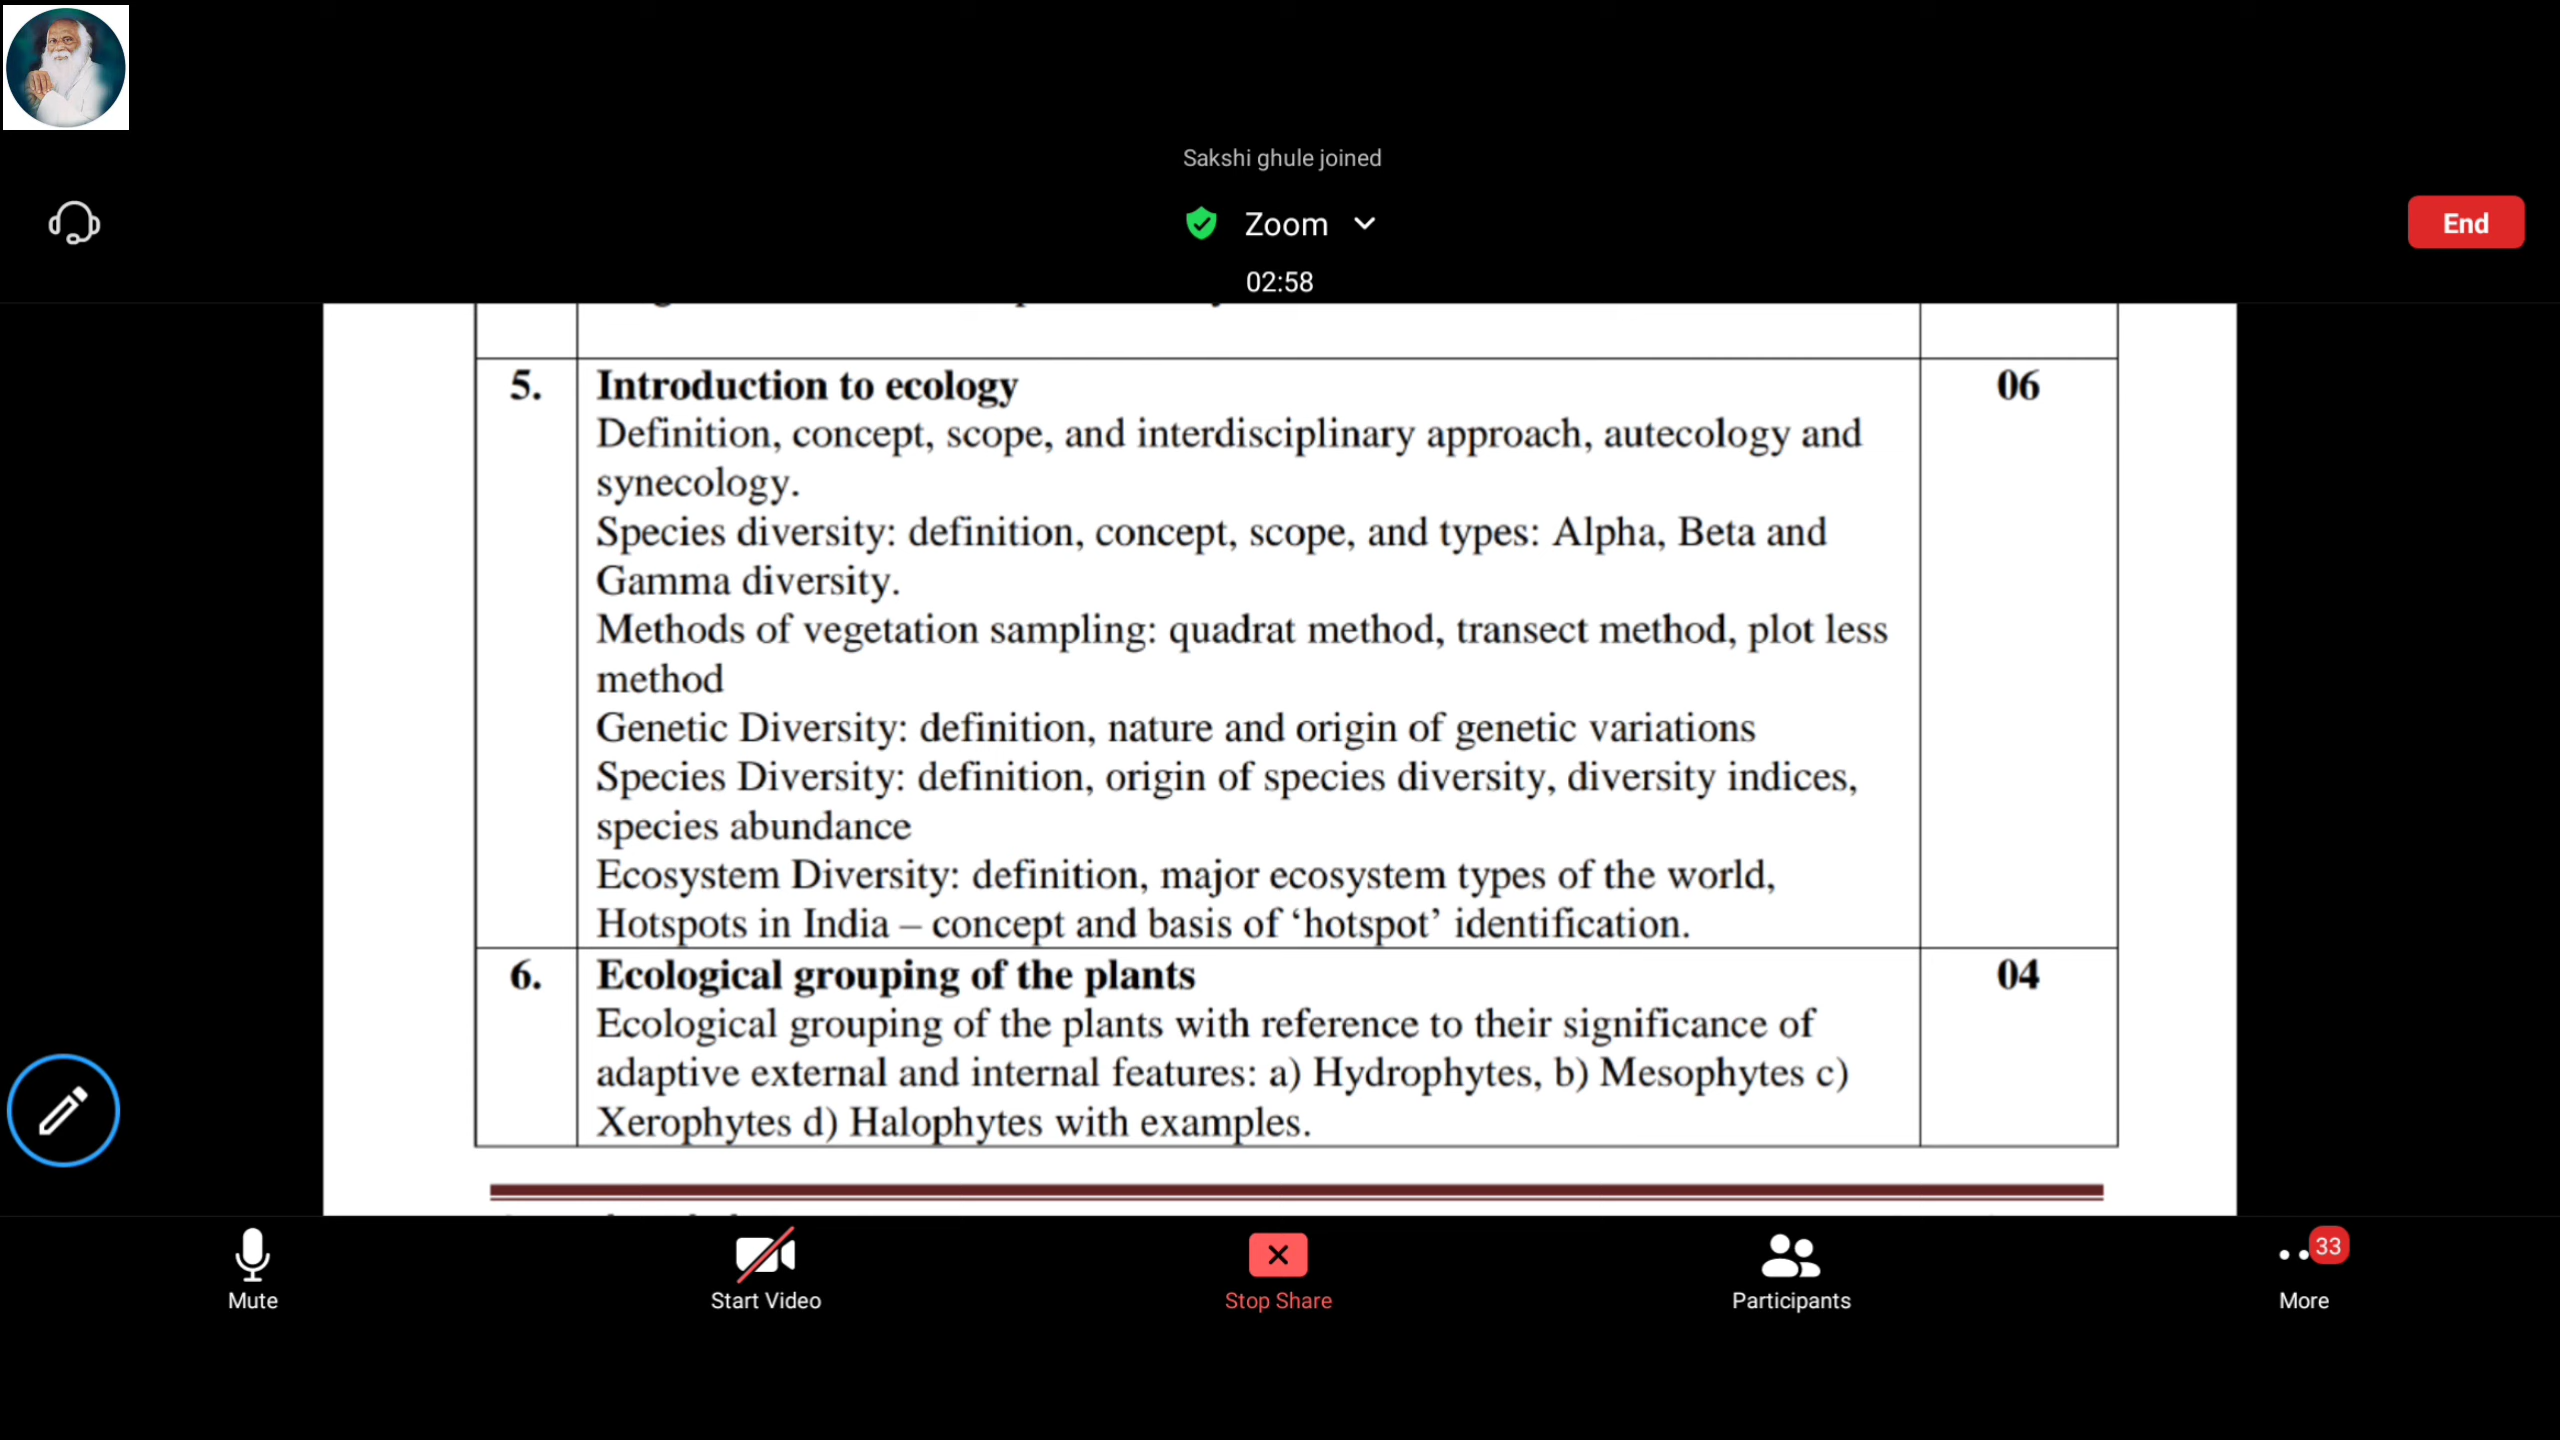 Sakshi ghule joined
Zoom
End
02:58
5. Introduction to ecology 06
Definition, concept, scope, and interdisciplinary approach, autecology and
synecology.
Species diversity: definition, concept, scope, and types: Alpha, Beta and
Gamma diversity.
Methods of vegetation sampling: quadrat method, transect method, plot less
method
Genetic Diversity: definition, nature and origin of genetic variations
Species Diversity: definition, origin of species diversity, diversity indices,
species abundance
Ecosystem Diversity: definition, major ecosystem types of the world,
Hotspots in India – concept and basis of ‘hotspot’ identification.
6. Ecological grouping of the plants 04
Ecological grouping of the plants with reference to their significance of
adaptive external and internal features: a) Hydrophytes, b) Mesophytes c)
Xerophytes d) Halophytes with examples.
33
Mute Start Video Stop Share Participants More